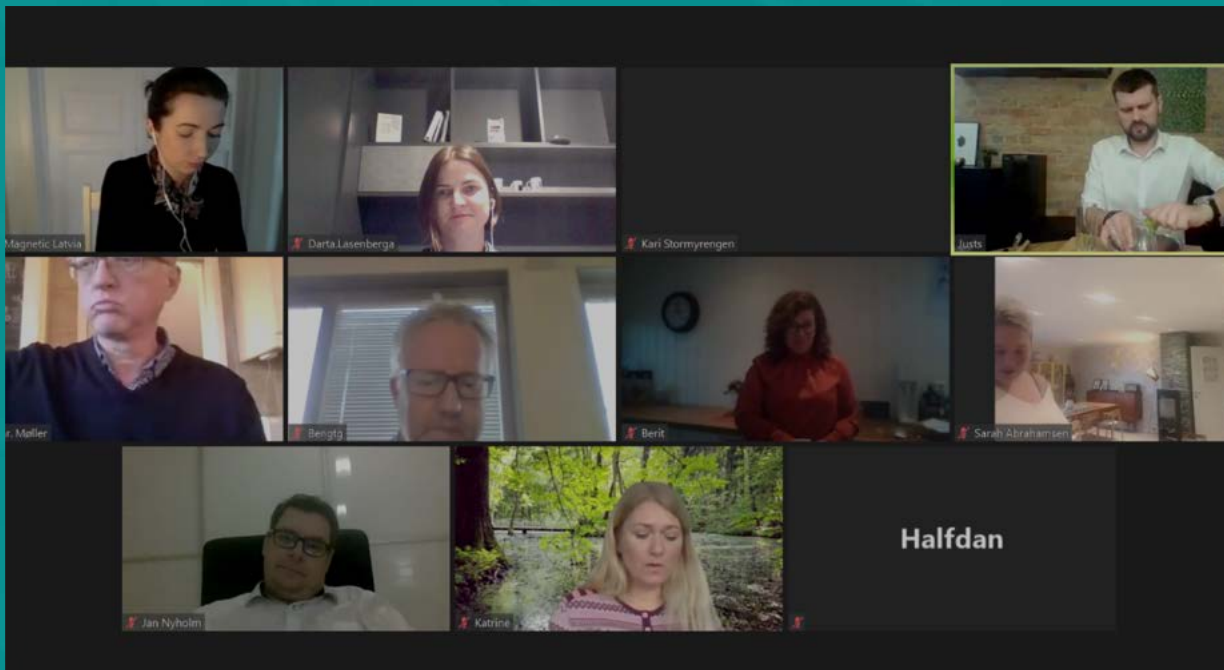 Magnetic Latvia
Darta.Lasenberga
Kari Stormyrengen
Justs
r. Møller
Bengtg
Berit
Sarah Abrahamsen
Jan Nyholm
Katrine
Halfdan